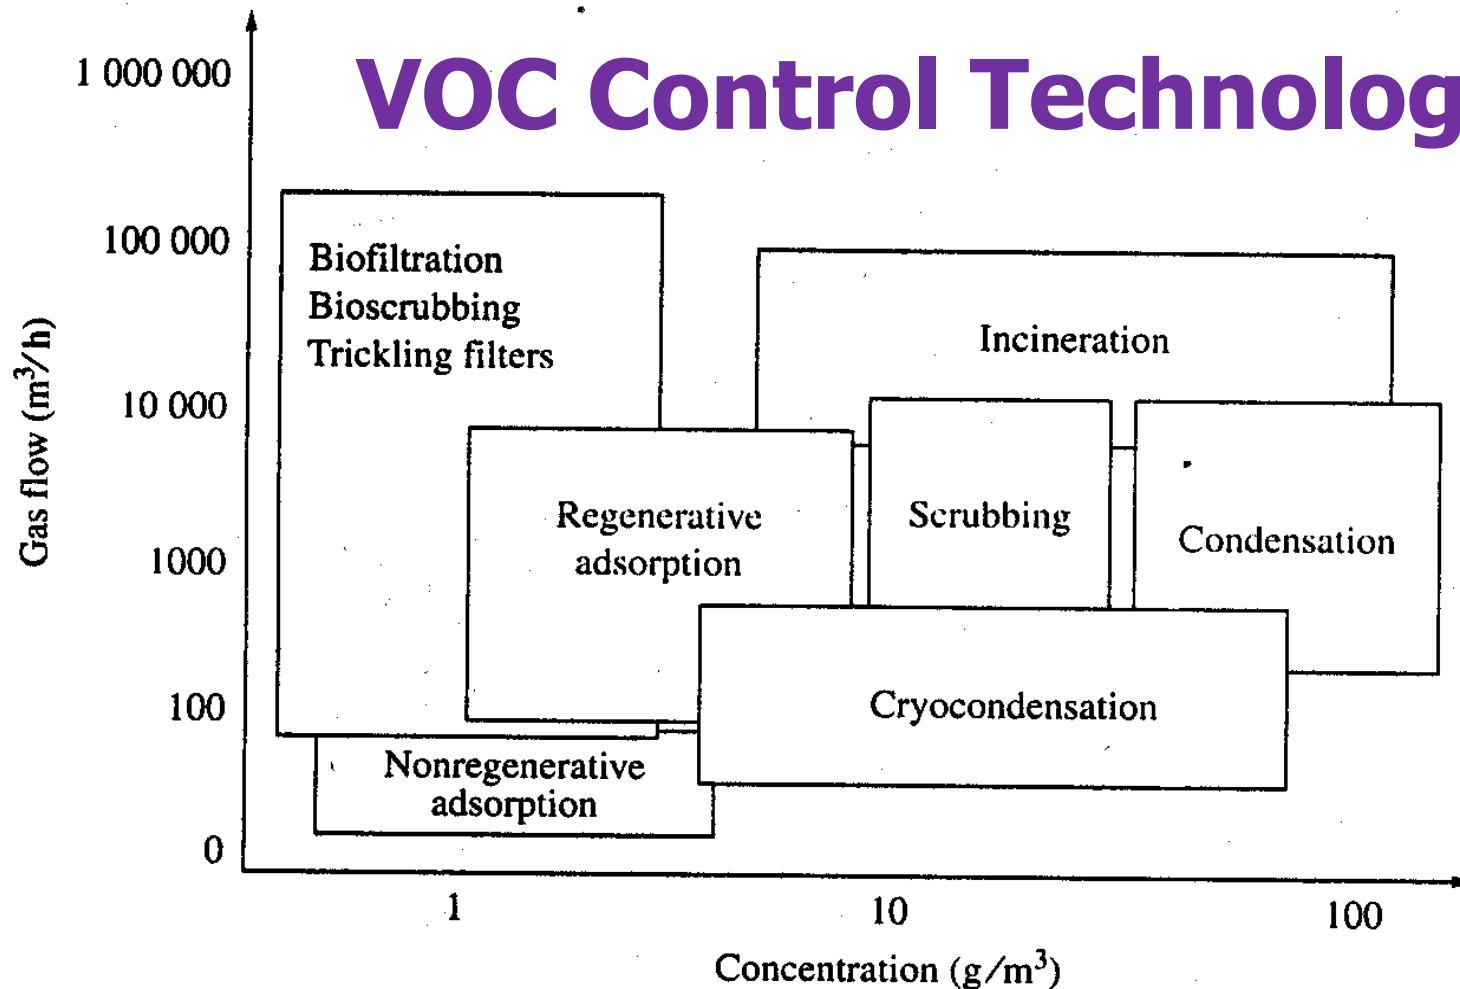 VOC Control Technolog
1 000 000
100 000
10 000
1000
100
0
Gas flow (m³/h)
Biofiltration
Bioscrubbing
Trickling filters
Incineration
Regenerative
adsorption
Scrubbing
Condensation
Cryocondensation
Nonregenerative
adsorption
1
10
100
Concentration (g/m³)